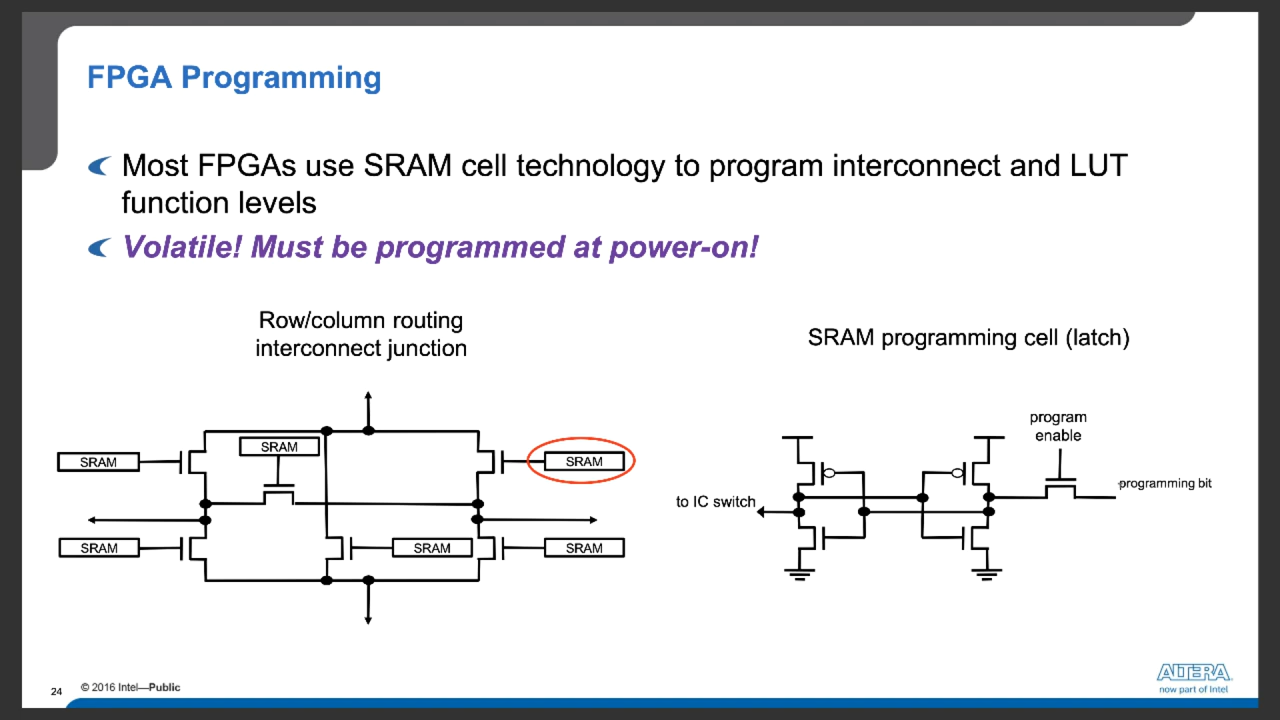 FPGA Programming
Most FPGAs use SRAM cell technology to program interconnect and LUT
function levels
Volatile! Must be programmed at power-on!
Row/column routing
interconnect junction
SRAM
SRAM
SRAM
SRAM
SRAM
SRAM
SRAM programming cell (latch)
program
enable
programming bit
to IC switch
24
© 2016 Intel—Public
ALTERA
now part of Intel